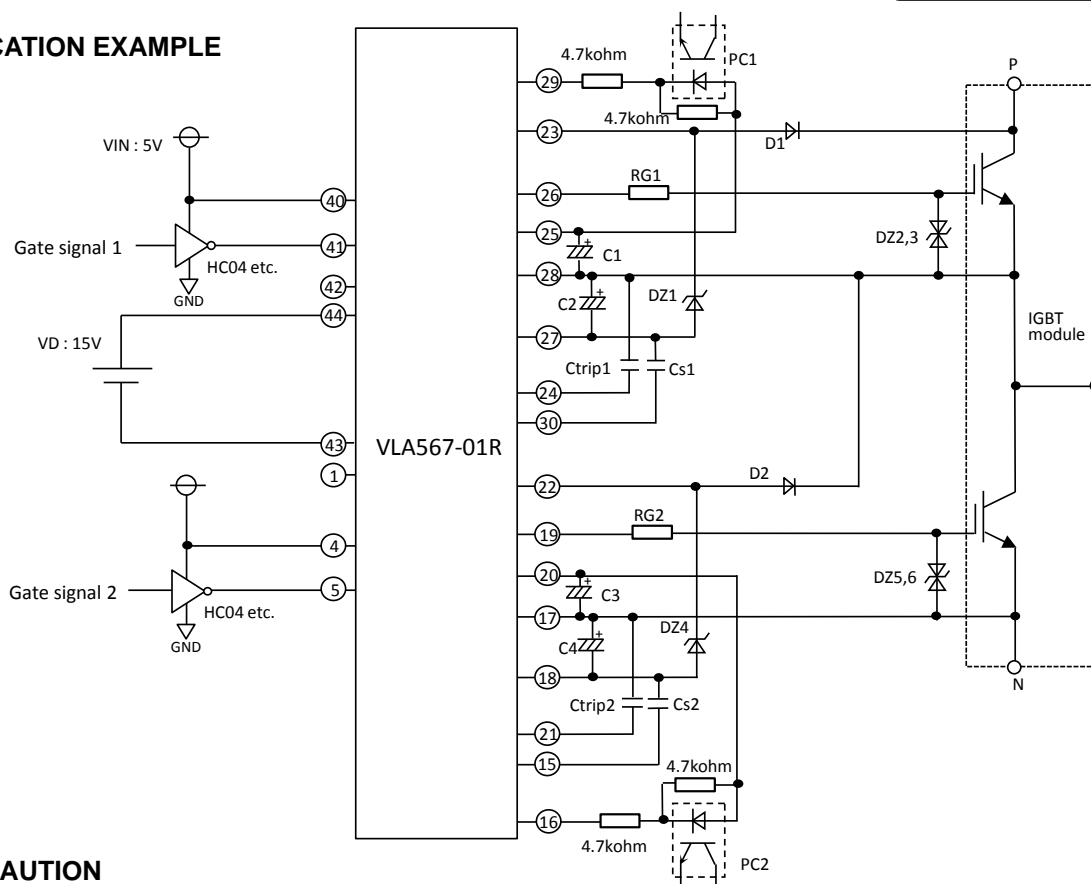 CATION EXAMPLE
4.7kohm
PC1
P
29
4.7kohm
VIN : 5V
23
D1
RG1
40
26
25
Gate signal 1
41
C1
DZ2,3
HC04 etc.
28
42
GND
C2
DZ1
44
IGBT
module
27
VD : 15V
Ctrip1
Cs1
24
30
43
VLA567-01R
1
D2
22
RG2
19
4
20
DZ5,6
Gate signal 2
5
C3
HC04 etc.
17
DZ4
GND
C4
18
N
Ctrip2
Cs2
21
15
4.7kohm
16
4.7kohm
PC2
AUTION